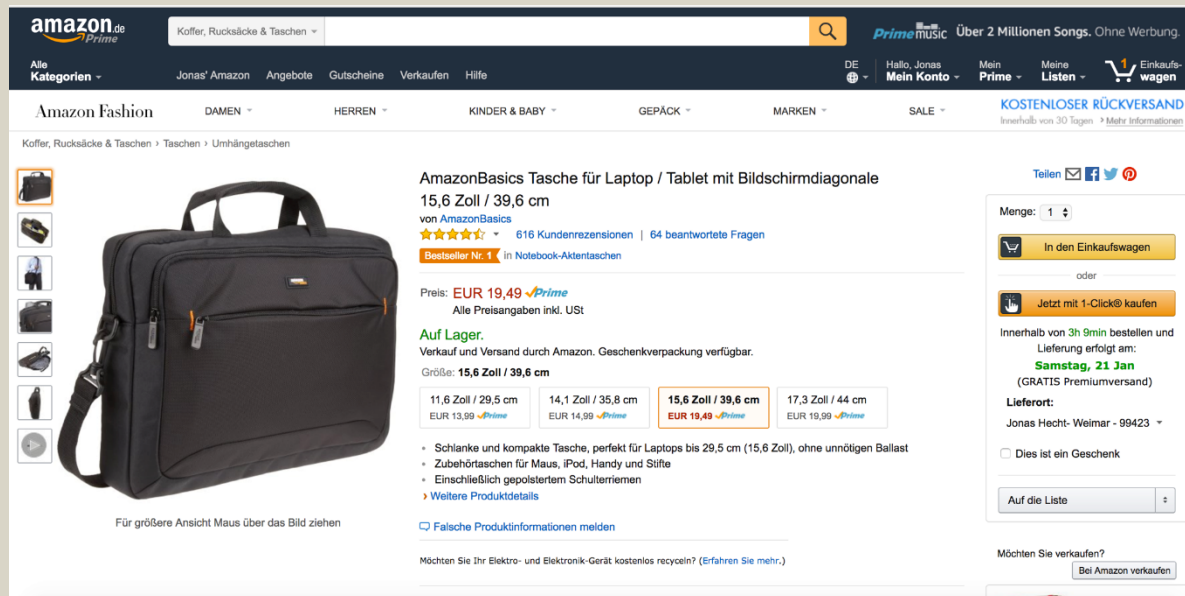 amazon.de
Prime
Koffer, Rucksäcke & Taschen
Prime music Über 2 Millionen Songs. Ohne Werbung.
Alle
Kategorien
Jonas' Amazon Angebote Gutscheine Verkaufen Hilfe
DE
Hallo, Jonas
Mein Konto
Mein
Prime
Meine
Listen
1
Einkaufs-
wagen
Amazon Fashion
DAMEN HERREN KINDER & BABY GEPÄCK MARKEN SALE
KOSTENLOSER RÜCKVERSAND
Innerhalb von 30 Tagen › Mehr Informationen
Koffer, Rucksäcke & Taschen › Taschen › Umhängetaschen
Für größere Ansicht Maus über das Bild ziehen
AmazonBasics Tasche für Laptop / Tablet mit Bildschirmdiagonale
15,6 Zoll / 39,6 cm
von AmazonBasics
616 Kundenrezensionen | 64 beantwortete Fragen
Bestseller Nr. 1 in Notebook-Aktentaschen
Preis: EUR 19,49 Prime
Alle Preisangaben inkl. USt
Auf Lager.
Verkauf und Versand durch Amazon. Geschenkverpackung verfügbar.
Größe: 15,6 Zoll / 39,6 cm
11,6 Zoll / 29,5 cm
EUR 13,99 Prime
14,1 Zoll / 35,8 cm
EUR 14,99 Prime
15,6 Zoll / 39,6 cm
EUR 19,49 Prime
17,3 Zoll / 44 cm
EUR 19,99 Prime
• Schlanke und kompakte Tasche, perfekt für Laptops bis 29,5 cm (15,6 Zoll), ohne unnötigen Ballast
• Zubehörtaschen für Maus, iPod, Handy und Stifte
• Einschließlich gepolstertem Schulterriemen
› Weitere Produktdetails
Falsche Produktinformationen melden
Möchten Sie Ihr Elektro- und Elektronik-Gerät kostenlos recyceln? (Erfahren Sie mehr.)
Teilen
Menge: 1
In den Einkaufswagen
oder
Jetzt mit 1-Click® kaufen
Innerhalb von 3h 9min bestellen und
Lieferung erfolgt am:
Samstag, 21 Jan
(GRATIS Premiumversand)
Lieferort:
Jonas Hecht- Weimar - 99423
Dies ist ein Geschenk
Auf die Liste
Möchten Sie verkaufen?
Bei Amazon verkaufen